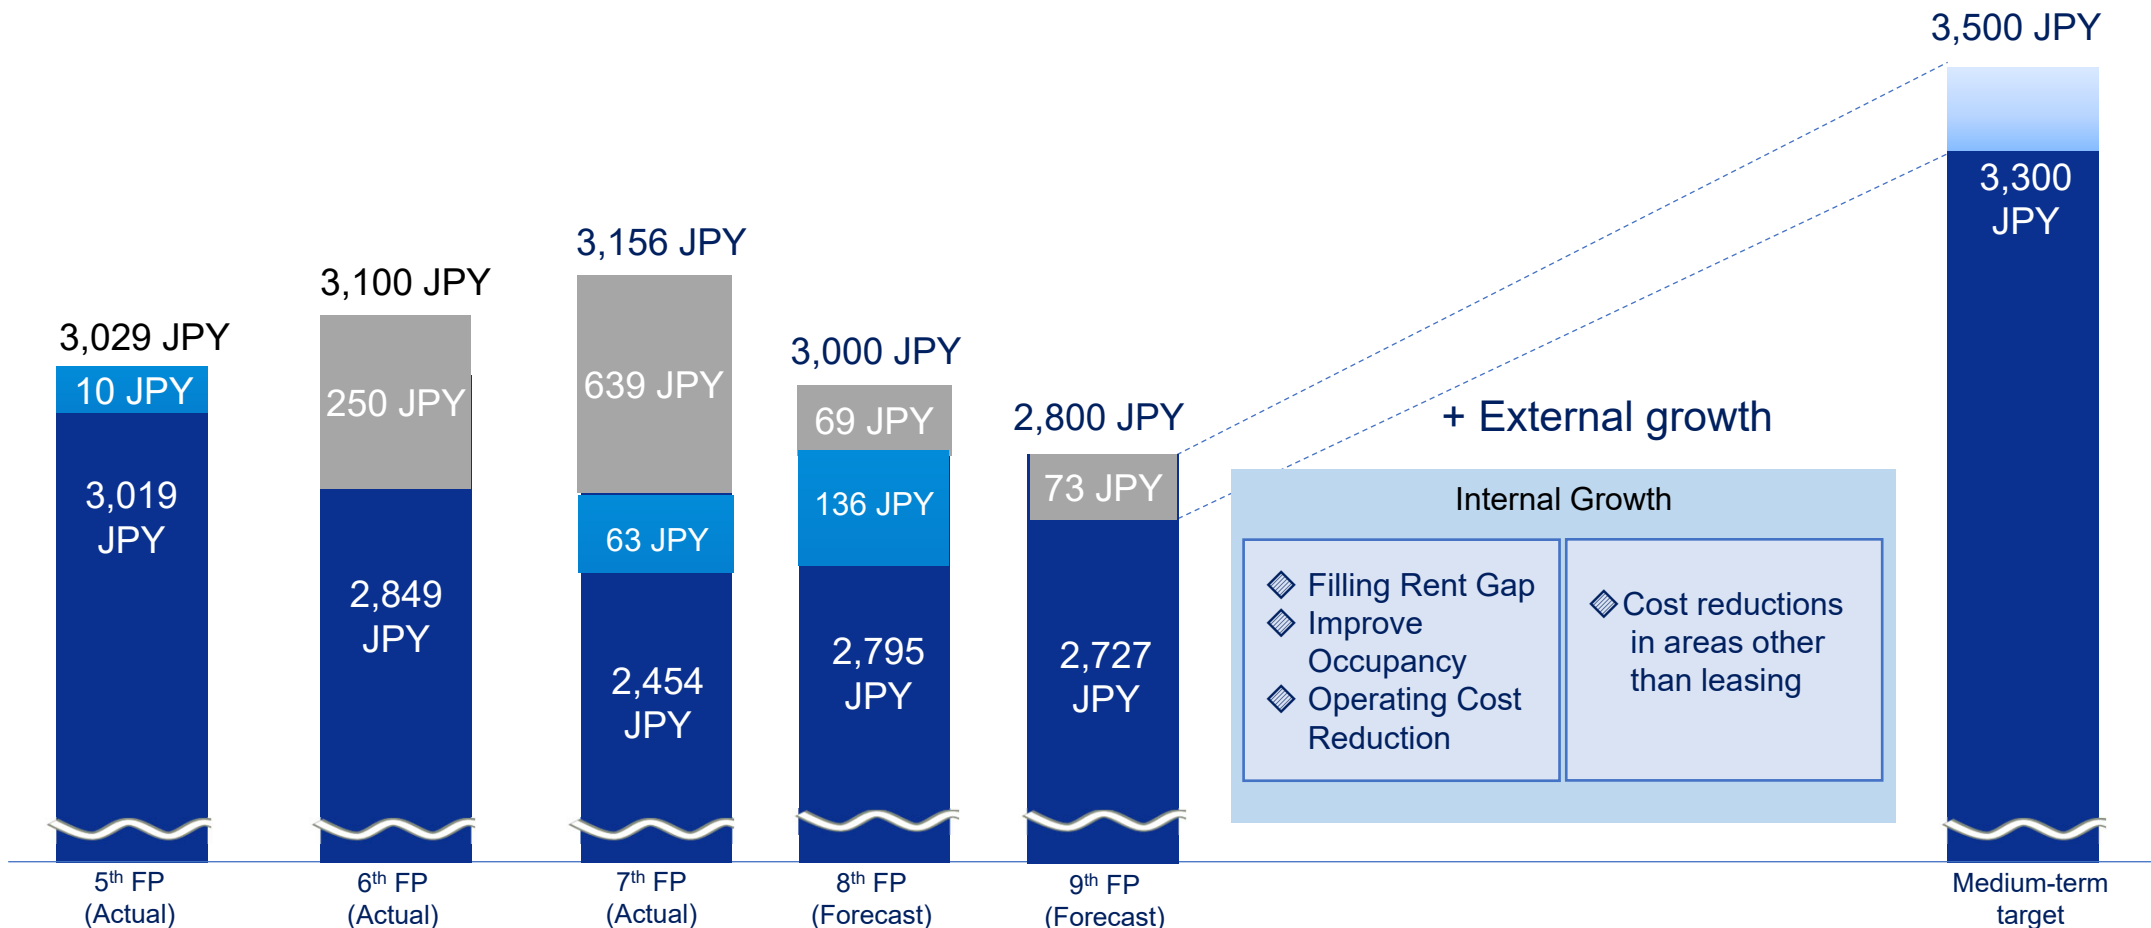 3,029 JPY
10 JPY
3,019
JPY
5th FP
(Actual)
3,100 JPY
250 JPY
2,849
JPY
6th FP
(Actual)
3,156 JPY
639 JPY
63 JPY
2,454
JPY
7th FP
(Actual)
3,000 JPY
69 JPY
136 JPY
2,795
JPY
8th FP
(Forecast)
2,800 JPY
73 JPY
2,727
JPY
9th FP
(Forecast)
+ External growth
Internal Growth
Filling Rent Gap
Improve
Occupancy
Operating Cost
Reduction
Cost reductions
in areas other
than leasing
3,500 JPY
3,300
JPY
Medium-term
target